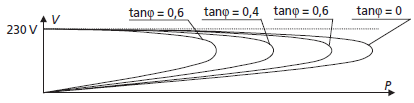 tanφ = 0,6 tanφ = 0,4 tanφ = 0,6 tanφ = 0
V
230 V
P